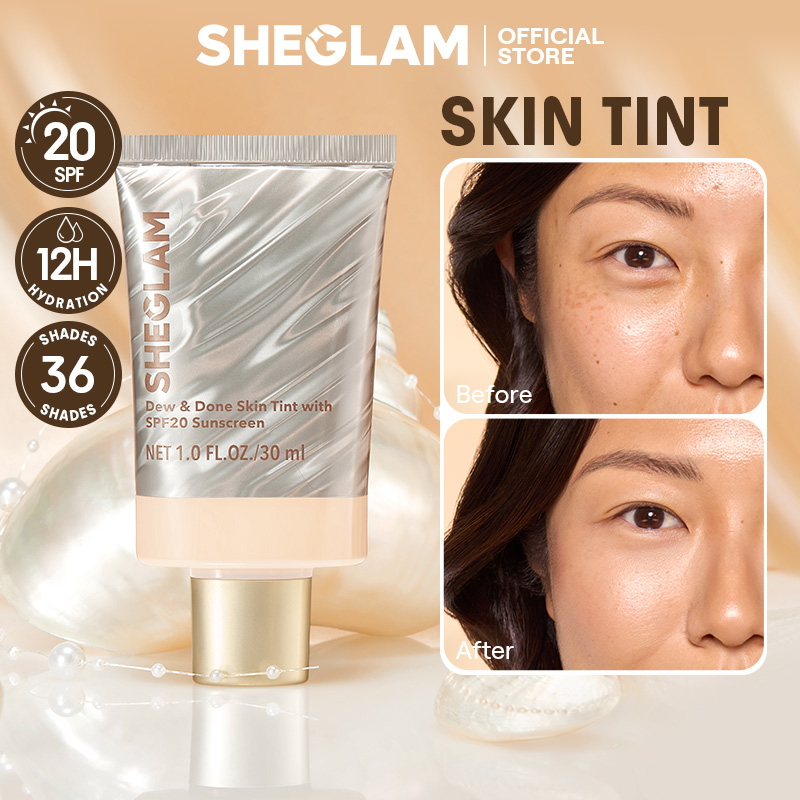 SHEGLAM
OFFICIAL
STORE
SKIN TINT
20
SPF
12H
HYDRATION
SHADES
36
SHADES
SHEGLAM
Dew & Done Skin Tint with
SPF20 Sunscreen
NET 1.0 FL.OZ./30 ml
Before
After